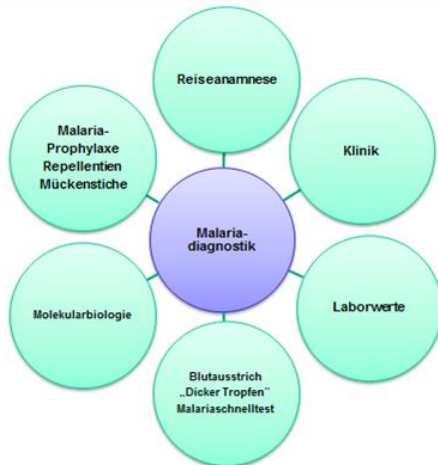 Reiseanamnese
Klinik
Laborwerte
Blutausstrich
„Dicker Tropfen”
Malariaschnelltest
Molekularbiologie
Malaria-
Prophylaxe
Repellentien
Mückenstiche
Malaria-
diagnostik